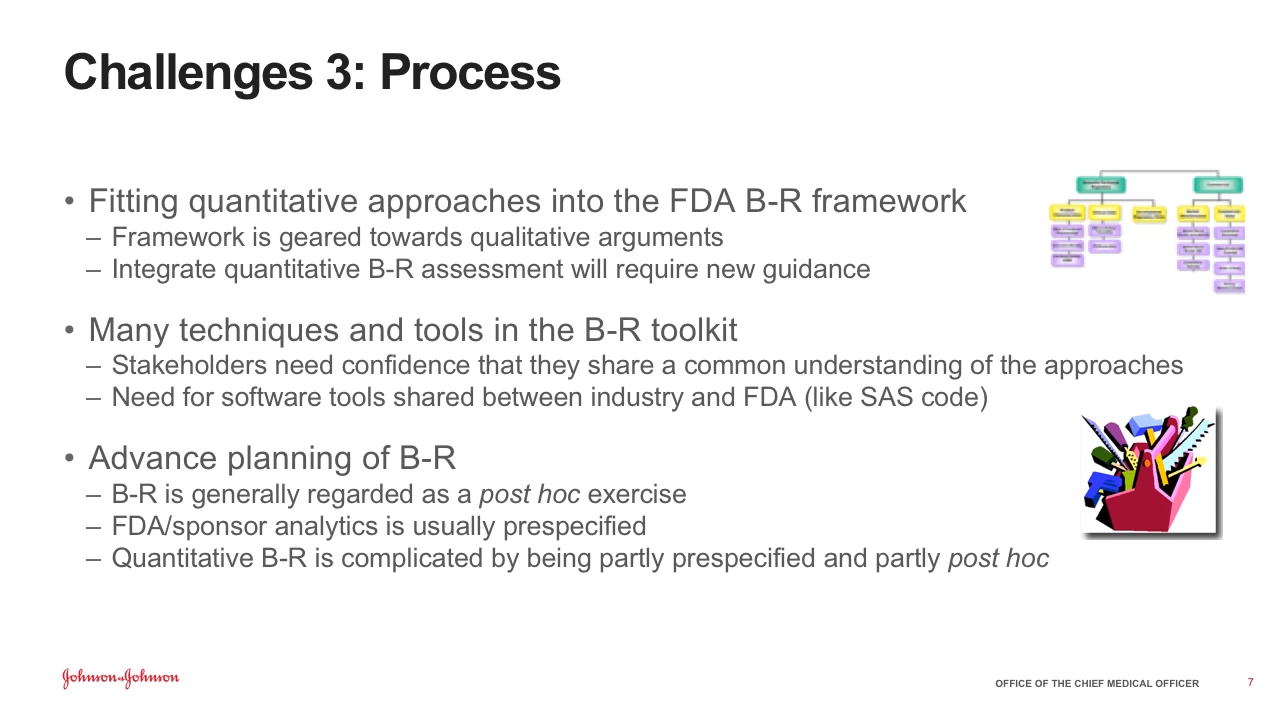 Challenges 3: Process
• Fitting quantitative approaches into the FDA B-R framework
– Framework is geared towards qualitative arguments
– Integrate quantitative B-R assessment will require new guidance
• Many techniques and tools in the B-R toolkit
– Stakeholders need confidence that they share a common understanding of the approaches
– Need for software tools shared between industry and FDA (like SAS code)
• Advance planning of B-R
– B-R is generally regarded as a post hoc exercise
– FDA/sponsor analytics is usually prespecified
– Quantitative B-R is complicated by being partly prespecified and partly post hoc
Johnson & Johnson
OFFICE OF THE CHIEF MEDICAL OFFICER
7